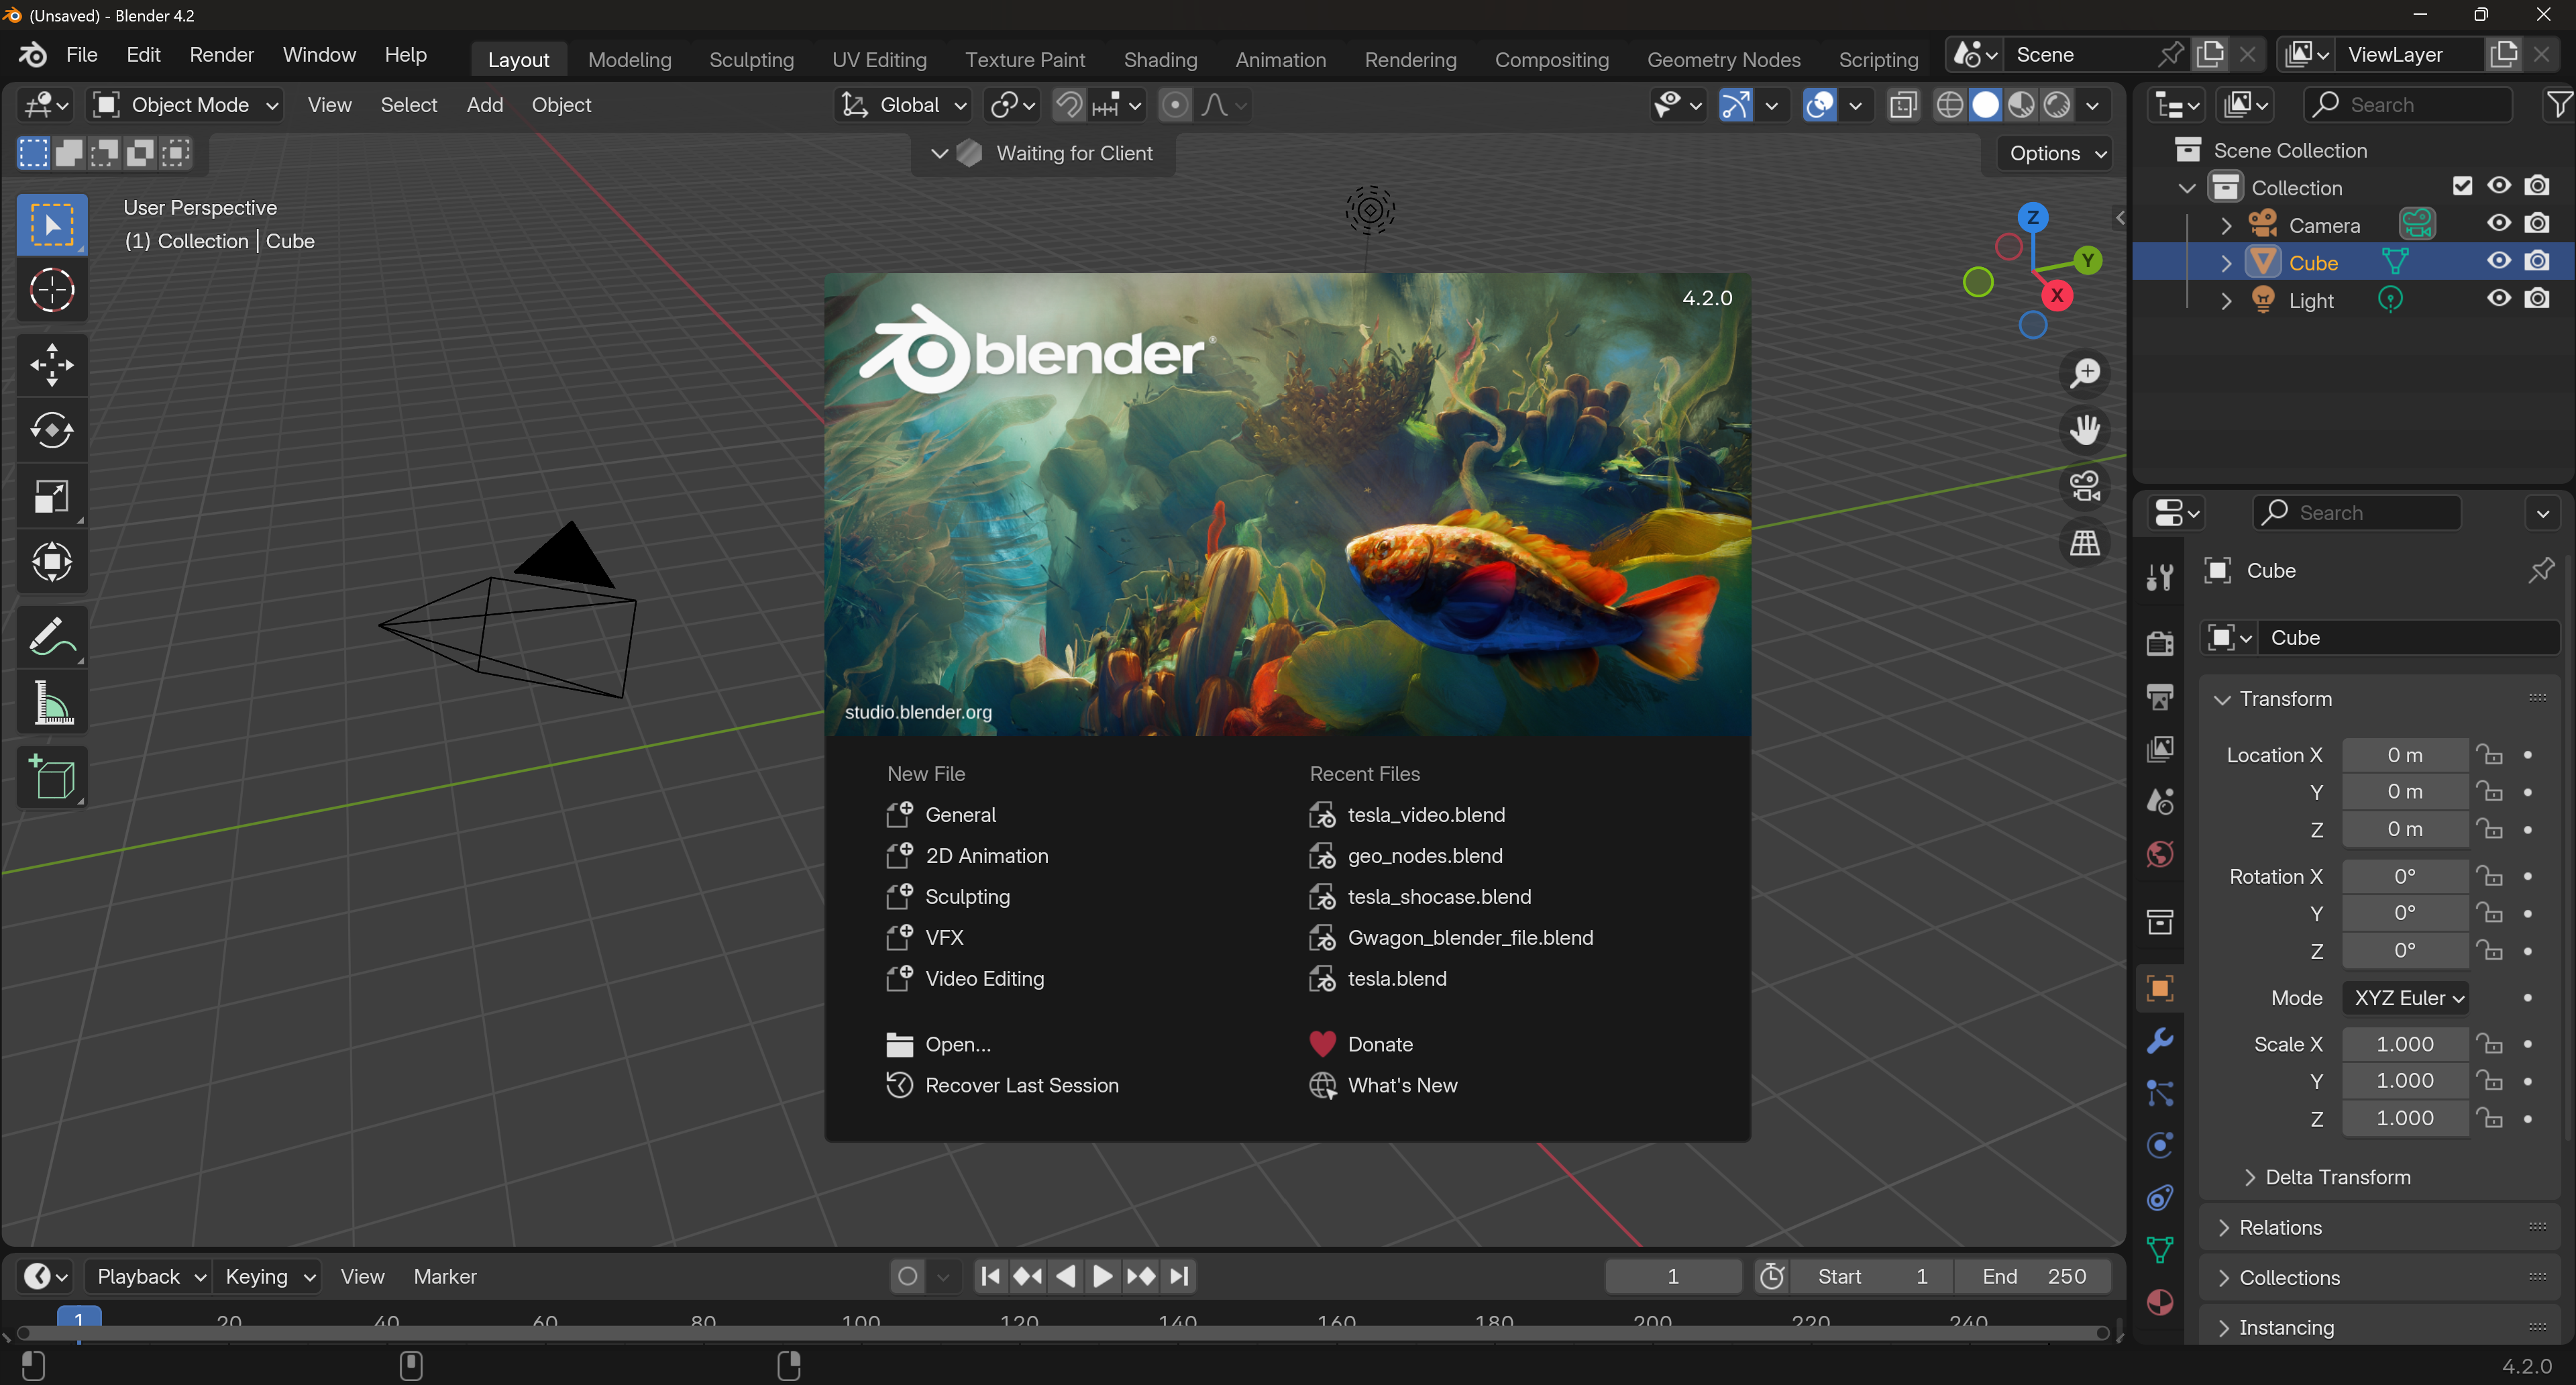 (Unsaved) - Blender 4.2
File Edit Render Window Help Layout Modeling Sculpting UV Editing Texture Paint Shading Animation Rendering Compositing Geometry Nodes Scripting Scene ViewLayer
Object Mode View Select Add Object Global Search
Waiting for Client Options
User Perspective
(1) Collection | Cube
Z
Y
X
Scene Collection
Collection
Camera
Cube
Light
4.2.0
blender
studio.blender.org
New File
General
2D Animation
Sculpting
VFX
Video Editing
Open...
Recover Last Session
Recent Files
tesla_video.blend
geo_nodes.blend
tesla_shocase.blend
Gwagon_blender_file.blend
tesla.blend
Donate
What's New
Search
Cube
Cube
Transform
Location X 0 m
Y 0 m
Z 0 m
Rotation X 0°
Y 0°
Z 0°
Mode XYZ Euler
Scale X 1.000
Y 1.000
Z 1.000
Delta Transform
Relations
Collections
Instancing
Playback Keying View Marker 1 Start 1 End 250
1 20 40 60 80 100 120 140 160 180 200 220 240
4.2.0